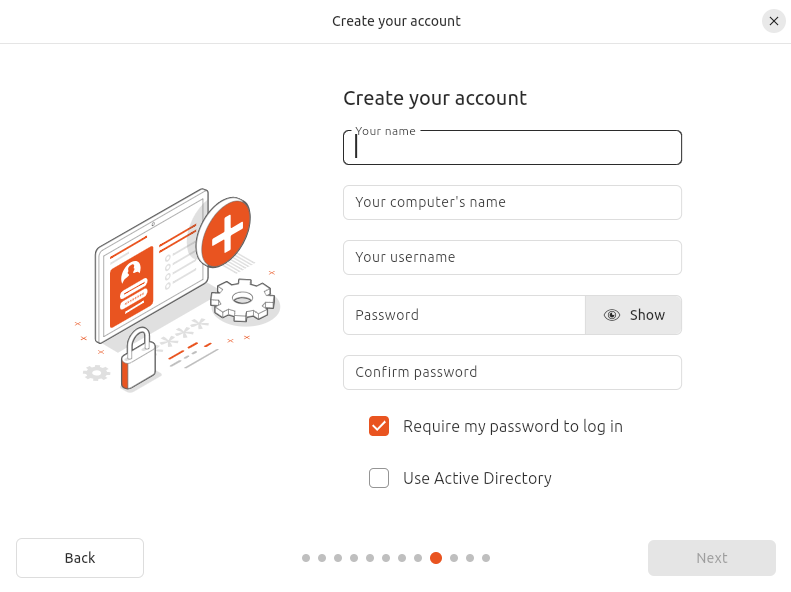 Create your account
Create your account
Your name
Your computer's name
Your username
Password
Show
Confirm password
Require my password to log in
Use Active Directory
Back
Next